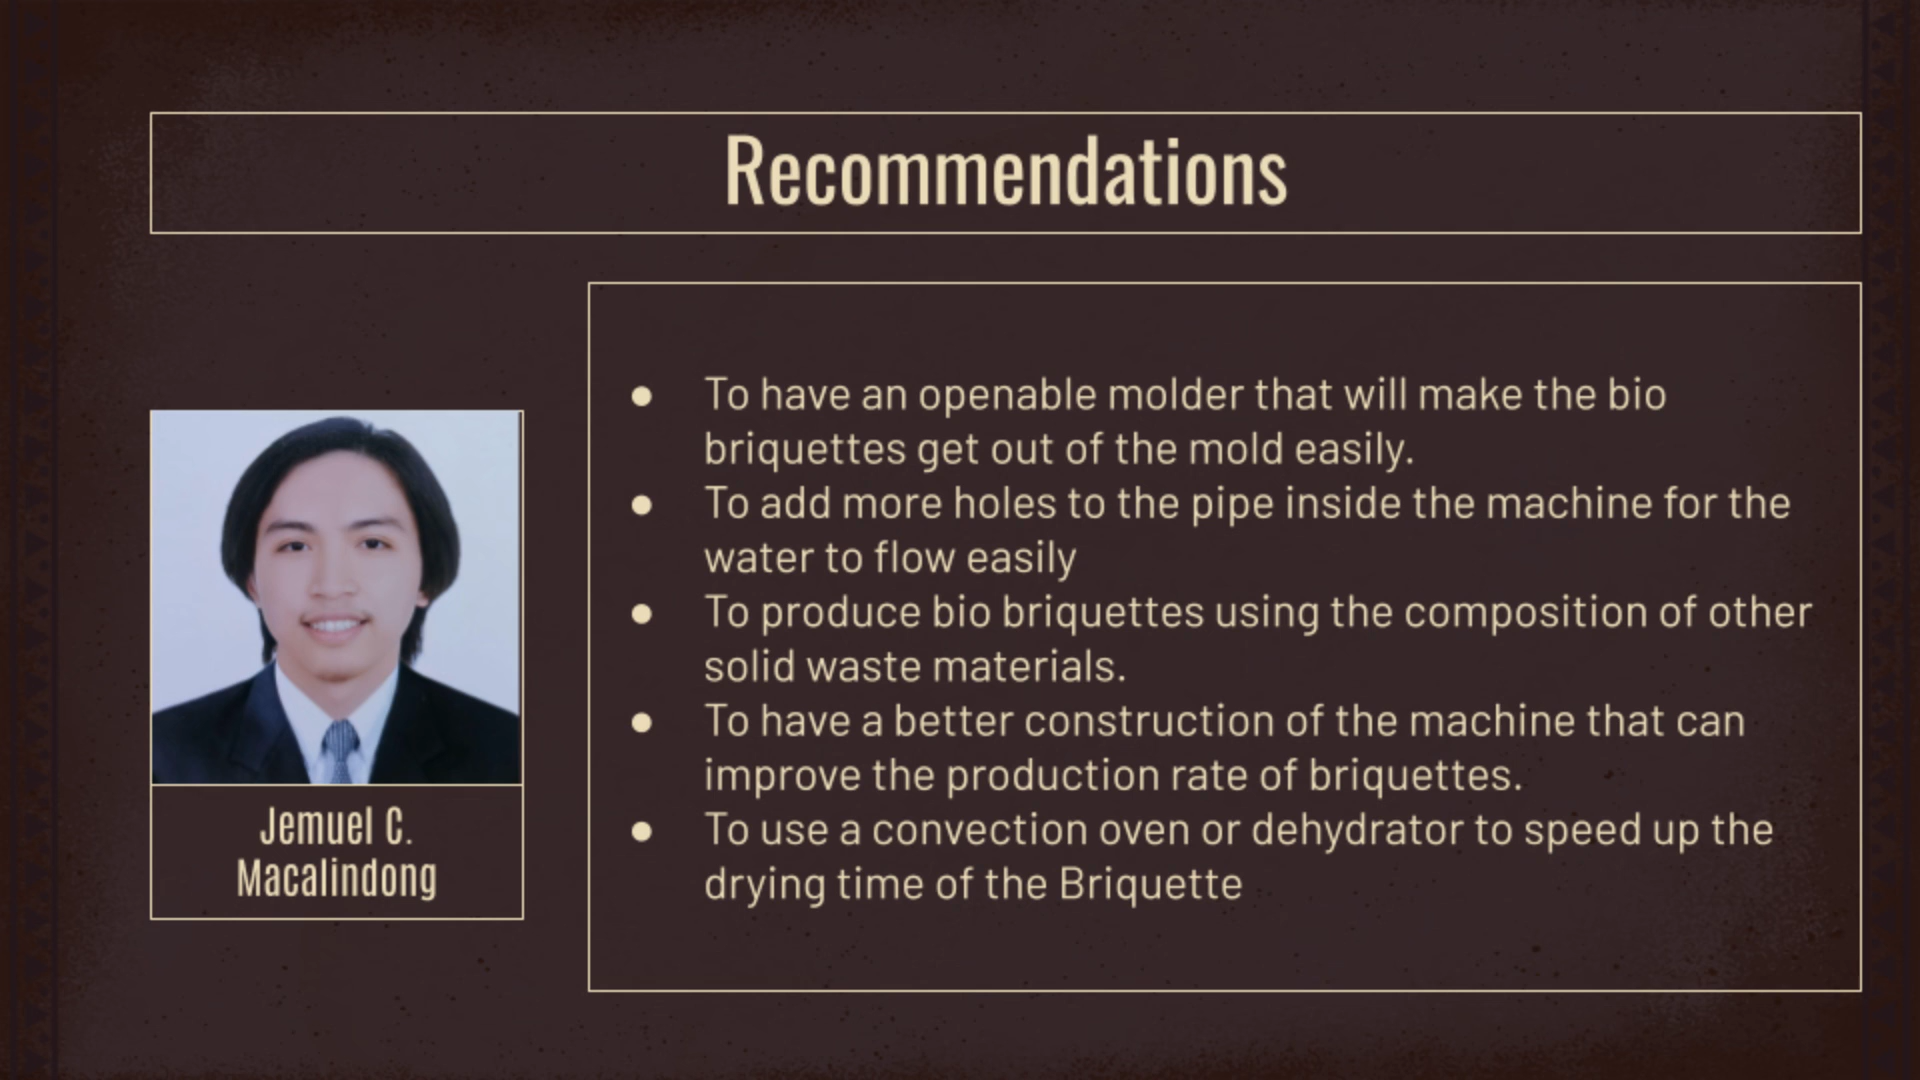 Recommendations
● To have an openable molder that will make the bio
briquettes get out of the mold easily.
● To add more holes to the pipe inside the machine for the
water to flow easily
● To produce bio briquettes using the composition of other
solid waste materials.
● To have a better construction of the machine that can
improve the production rate of briquettes.
● To use a convection oven or dehydrator to speed up the
drying time of the Briquette
Jemuel C.
Macalindong